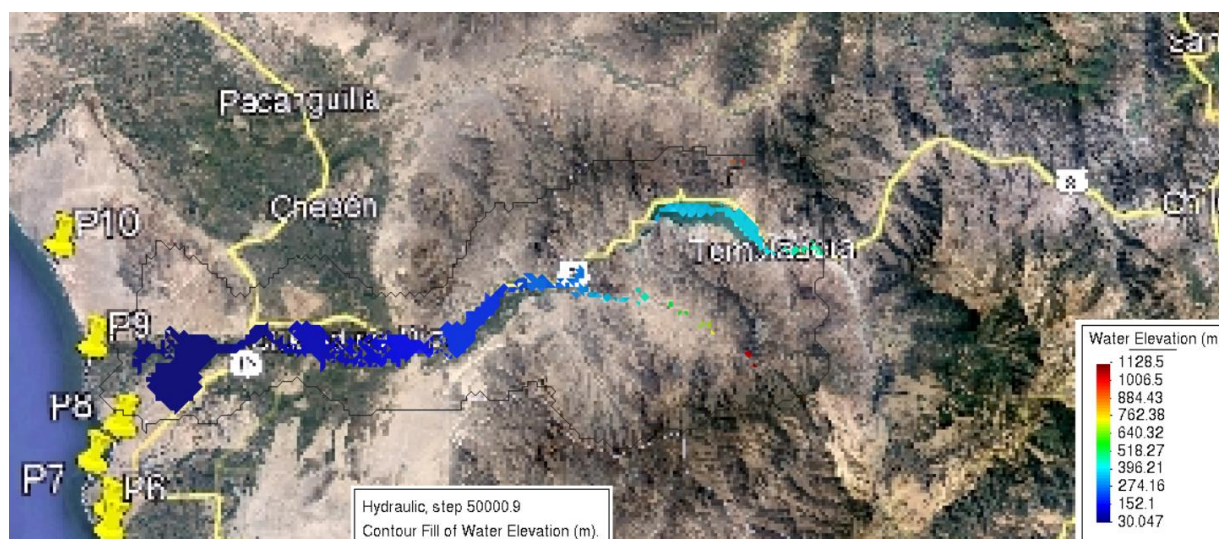 Pacanguilla
Chepén
P10
8
P9
P8
P7
P6
Water Elevation (m
1128.5
1006.5
884.43
762.38
640.32
518.27
396.21
274.16
152.1
30.047
Hydraulic, step 50000.9
Contour Fill of Water Elevation (m).